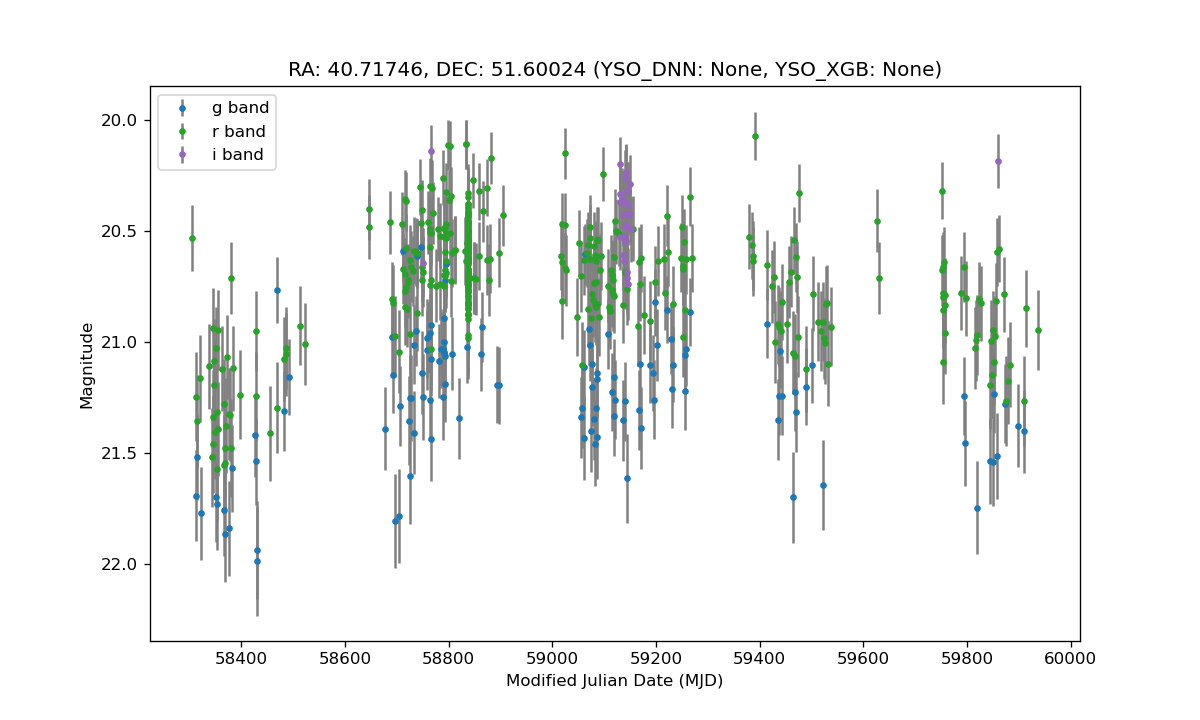 RA: 40.71746, DEC: 51.60024 (YSO_DNN: None, YSO_XGB: None)
g band
r band
i band
20.0
20.5
21.0
21.5
22.0
Magnitude
58400
58600
58800
59000
59200
59400
59600
59800
60000
Modified Julian Date (MJD)